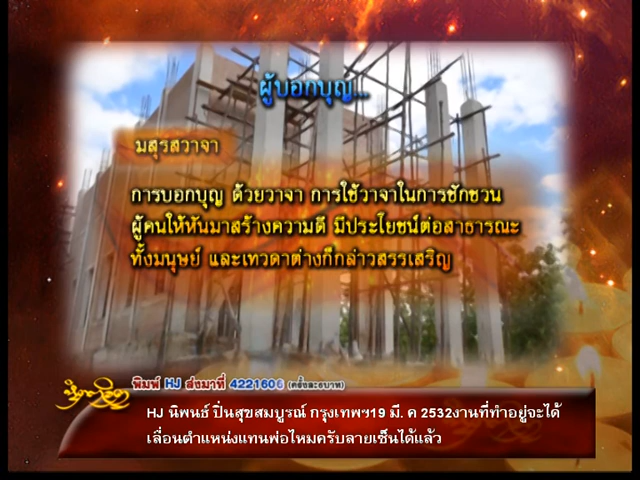 ผู้บอกบุญ...
มสุรสวาจา
การบอกบุญ ด้วยวาจา การใช้วาจาในการชักชวน
ผู้คนให้หันมาสร้างความดี มีประโยชน์ต่อสาธารณะ
ทั้งมนุษย์ และเทวดาต่างก็กล่าวสรรเสริญ
พิมพ์ HJ ส่งมาที่ 4221606 (ครั้งละ๖บาท)
HJ นิพนธ์ ปิ่นสุขสมบูรณ์ กรุงเทพฯ19 มี. ค 2532งานที่ทำอยู่จะได้
เลื่อนตำแหน่งแทนพ่อไหมครับลายเซ็นได้แล้ว